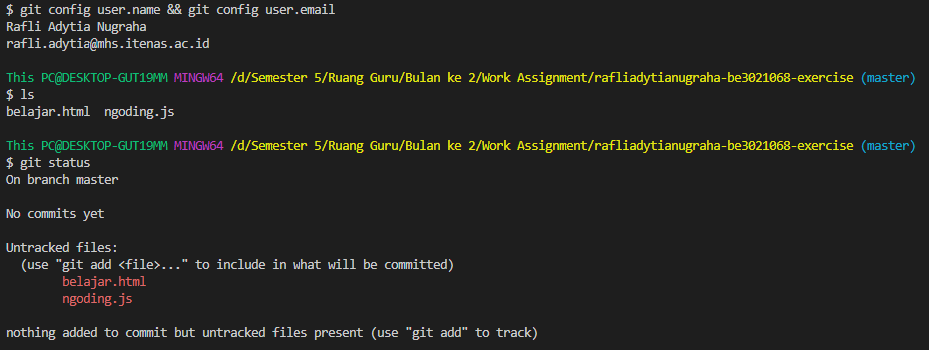 $ git config user.name && git config user.email
Rafli Adytia Nugraha
rafli.adytia@mhs.itenas.ac.id
This PC@DESKTOP-GUT19MM MINGW64 /d/Semester 5/Ruang Guru/Bulan ke 2/Work Assignment/rafliadytianugraha-be3021068-exercise (master)
$ ls
belajar.html  ngoding.js
This PC@DESKTOP-GUT19MM MINGW64 /d/Semester 5/Ruang Guru/Bulan ke 2/Work Assignment/rafliadytianugraha-be3021068-exercise (master)
$ git status
On branch master
No commits yet
Untracked files:
  (use "git add <file>..." to include in what will be committed)
        belajar.html
        ngoding.js
nothing added to commit but untracked files present (use "git add" to track)